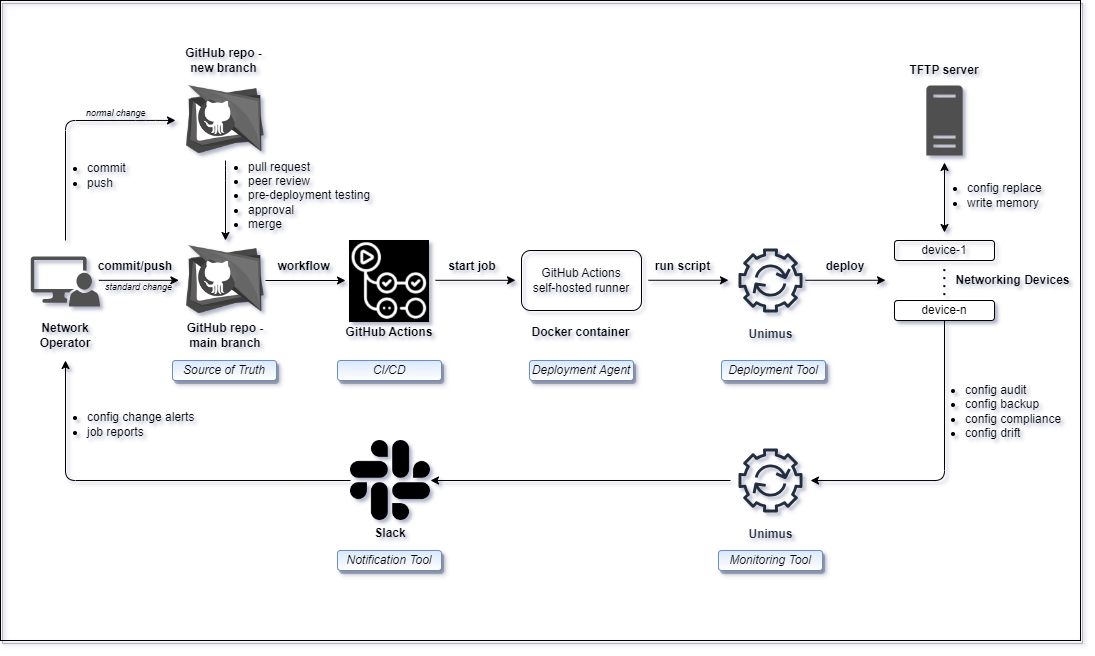 GitHub repo -
new branch
TFTP server
normal change
commit
push
pull request
peer review
pre-deployment testing
approval
merge
config replace
write memory
commit/push
standard change
workflow
start job
GitHub Actions
self-hosted runner
run script
deploy
device-1
Networking Devices
device-n
Network
Operator
GitHub repo -
main branch
GitHub Actions
Docker container
Unimus
Source of Truth
CI/CD
Deployment Agent
Deployment Tool
config change alerts
job reports
config audit
config backup
config compliance
config drift
Slack
Unimus
Notification Tool
Monitoring Tool